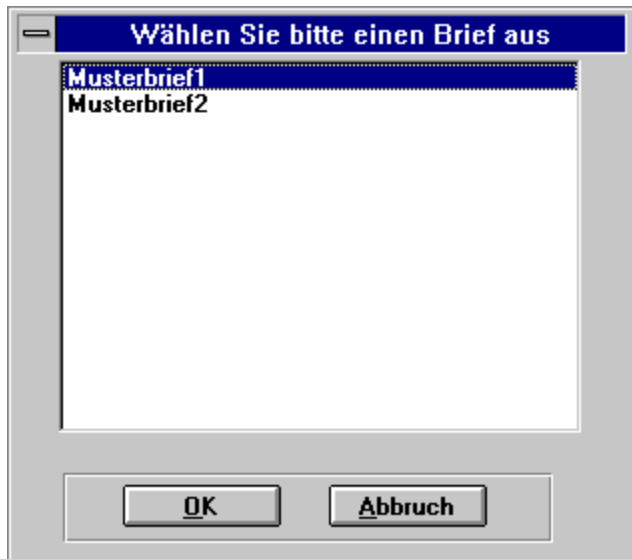 Wählen Sie bitte einen Brief aus
Musterbrief1
Musterbrief2
OK
Abbruch